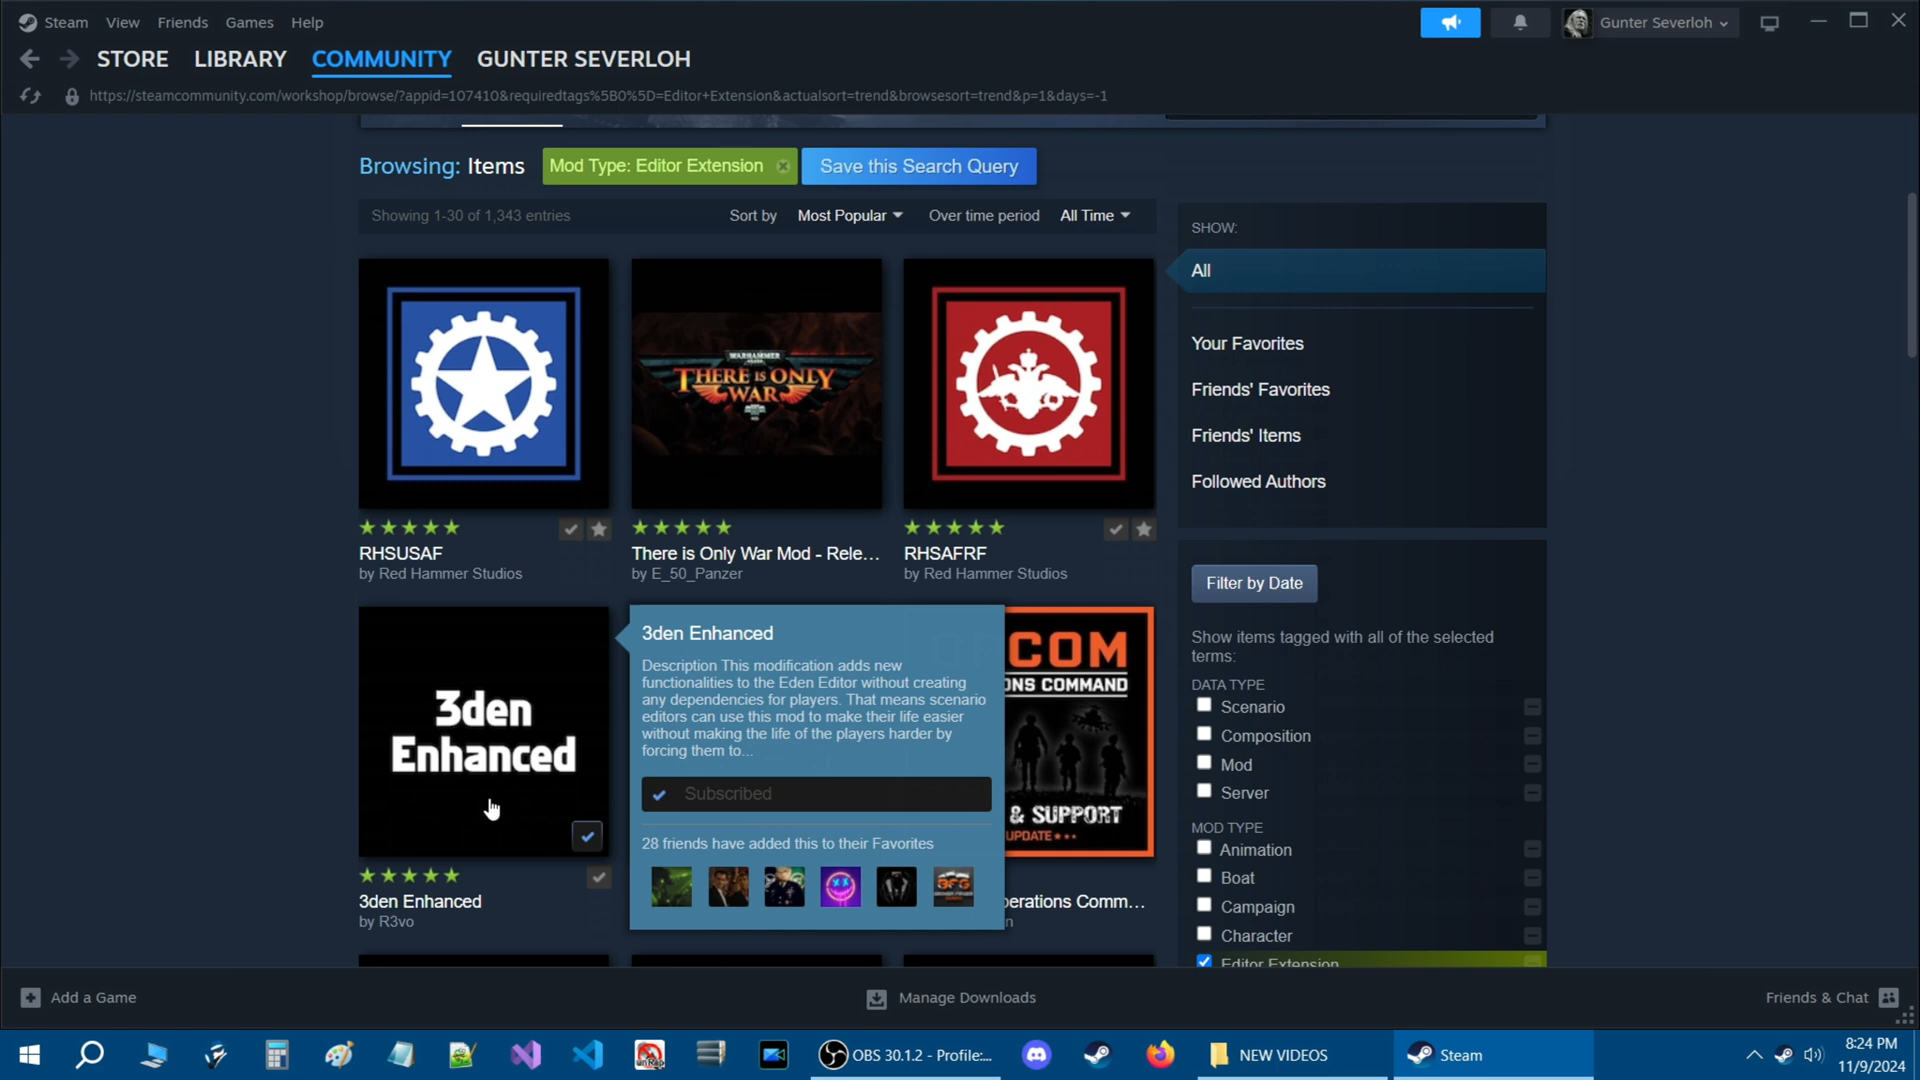 Steam View Friends Games Help
Gunter Severloh
STORE LIBRARY COMMUNITY GUNTER SEVERLOH
https://steamcommunity.com/workshop/browse/?appid=107410&requiredtags%5B0%5D=Editor+Extension&actualsort=trend&browsesort=trend&p=1&days=-1
Browsing: Items Mod Type: Editor Extension Save this Search Query
Showing 1-30 of 1,343 entries Sort by Most Popular Over time period All Time
SHOW:
All
Your Favorites
Friends' Favorites
Friends' Items
Followed Authors
WARHAMMER
THERE IS ONLY
WAR
RHSUSAF
by Red Hammer Studios
There is Only War Mod - Rele...
by E_50_Panzer
RHSAFRF
by Red Hammer Studios
3den
Enhanced
3den Enhanced
by R3vo
3den Enhanced
Description This modification adds new
functionalities to the Eden Editor without creating
any dependencies for players. That means scenario
editors can use this mod to make their life easier
without making the life of the players harder by
forcing them to...
Subscribed
28 friends have added this to their Favorites
BFG
COM
ONS COMMAND
& SUPPORT
UPDATE
perations Comm...
n
Filter by Date
Show items tagged with all of the selected
terms:
DATA TYPE
Scenario
Composition
Mod
Server
MOD TYPE
Animation
Boat
Campaign
Character
Editor Extension
Add a Game Manage Downloads Friends & Chat
OBS 30.1.2 - Profile:... NEW VIDEOS Steam
8:24 PM
11/9/2024